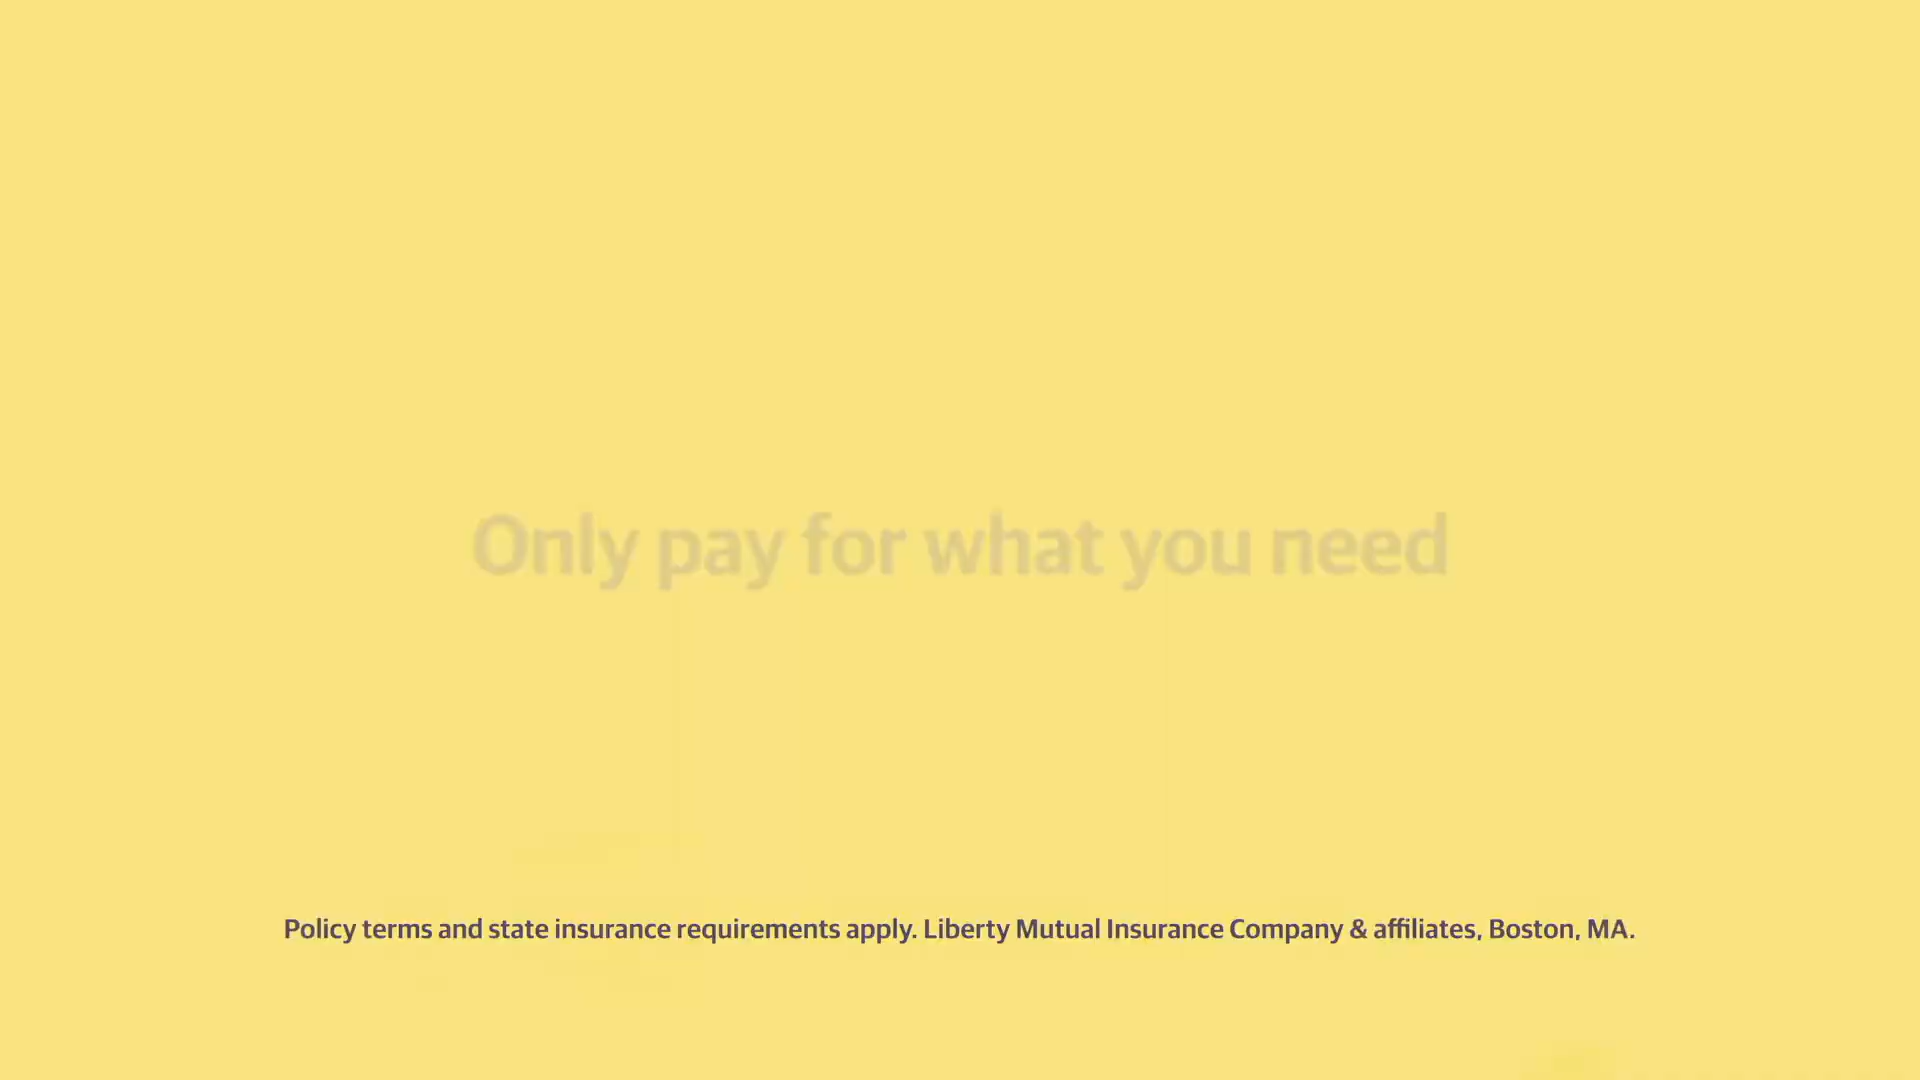 Only pay for what you need
Policy terms and state insurance requirements apply. Liberty Mutual Insurance Company & affiliates, Boston, MA.